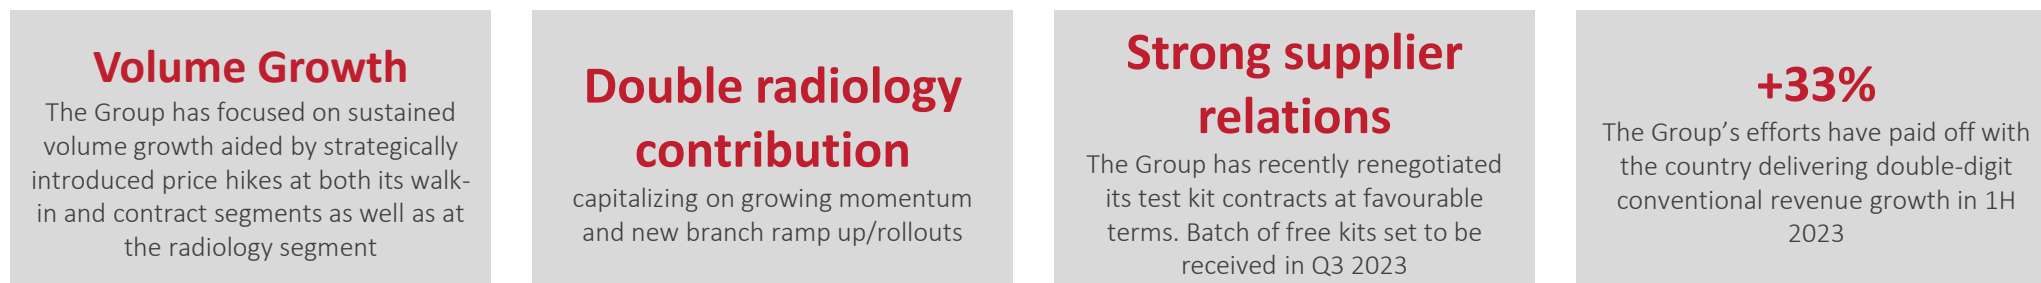 Volume Growth
The Group has focused on sustained
volume growth aided by strategically
introduced price hikes at both its walk-
in and contract segments as well as at
the radiology segment
Double radiology
contribution
capitalizing on growing momentum
and new branch ramp up/rollouts
Strong supplier
relations
The Group has recently renegotiated
its test kit contracts at favourable
terms. Batch of free kits set to be
received in Q3 2023
+33%
The Group’s efforts have paid off with
the country delivering double-digit
conventional revenue growth in 1H
2023